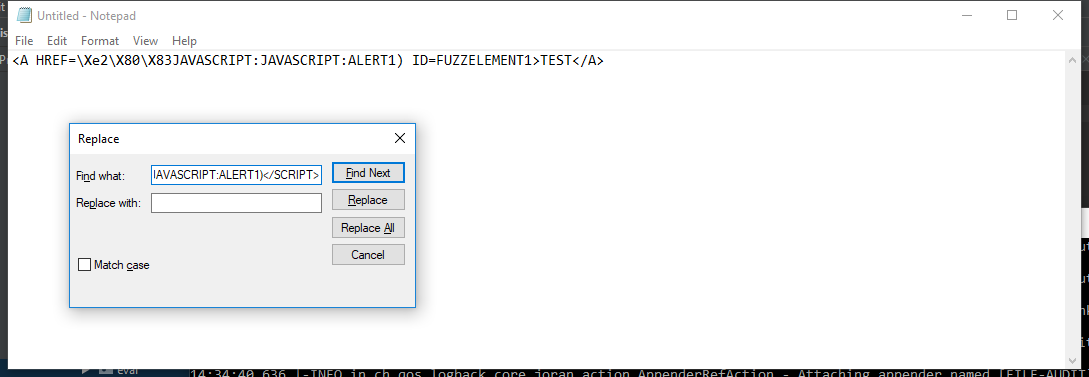 Untitled - Notepad
File Edit Format View Help
<A HREF=\Xe2\X80\X83JAVASCRIPT:JAVASCRIPT:ALERT1) ID=FUZZELEMENT1>TEST</A>
Replace
Find what: IAVASCRIPT:ALERT1)</SCRIPT> Find Next
Replace with: Replace
Replace All
Match case Cancel
eval
14:34:40,636 |-INFO in ch.qos.logback.core.joran.action.AppenderRefAction - Attaching appender named [FILE-AUDIT